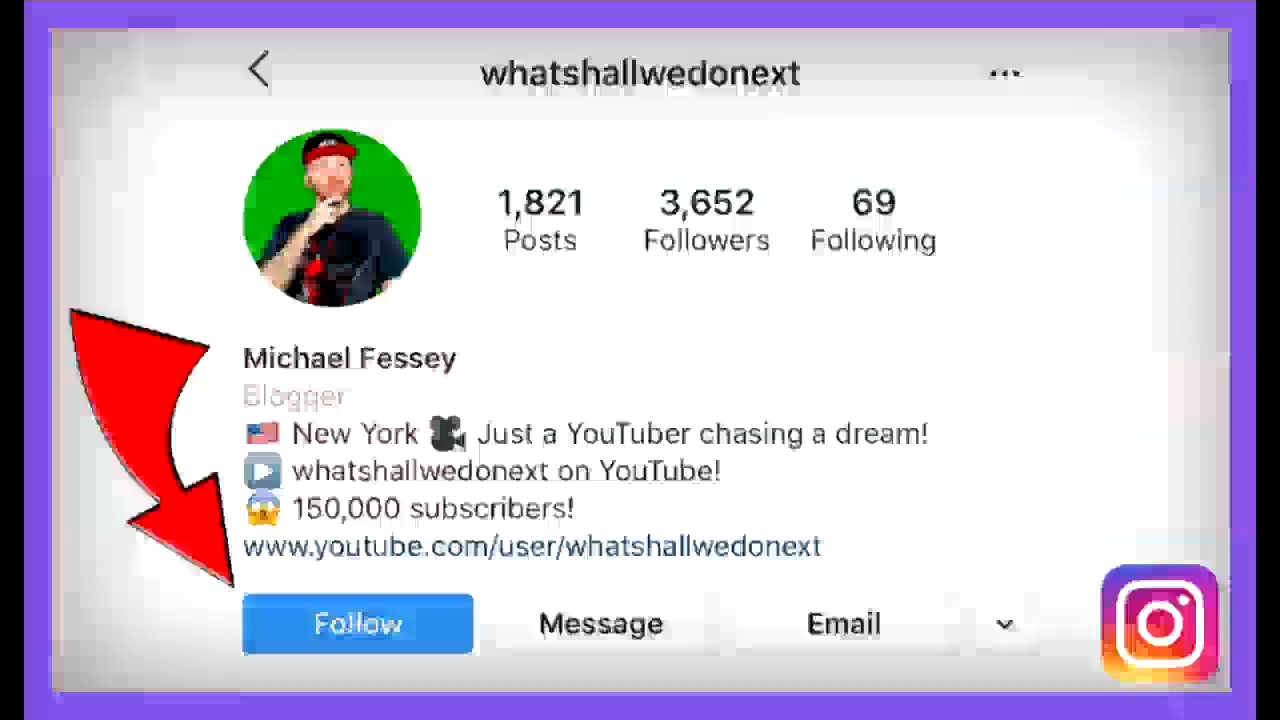 whatshallwedonext
1,821 3,652 69
Posts Followers Following
Michael Fessey
Blogger
New York Just a YouTuber chasing a dream!
whatshallwedonext on YouTube!
150,000 subscribers!
www.youtube.com/user/whatshallwedonext
Follow Message Email